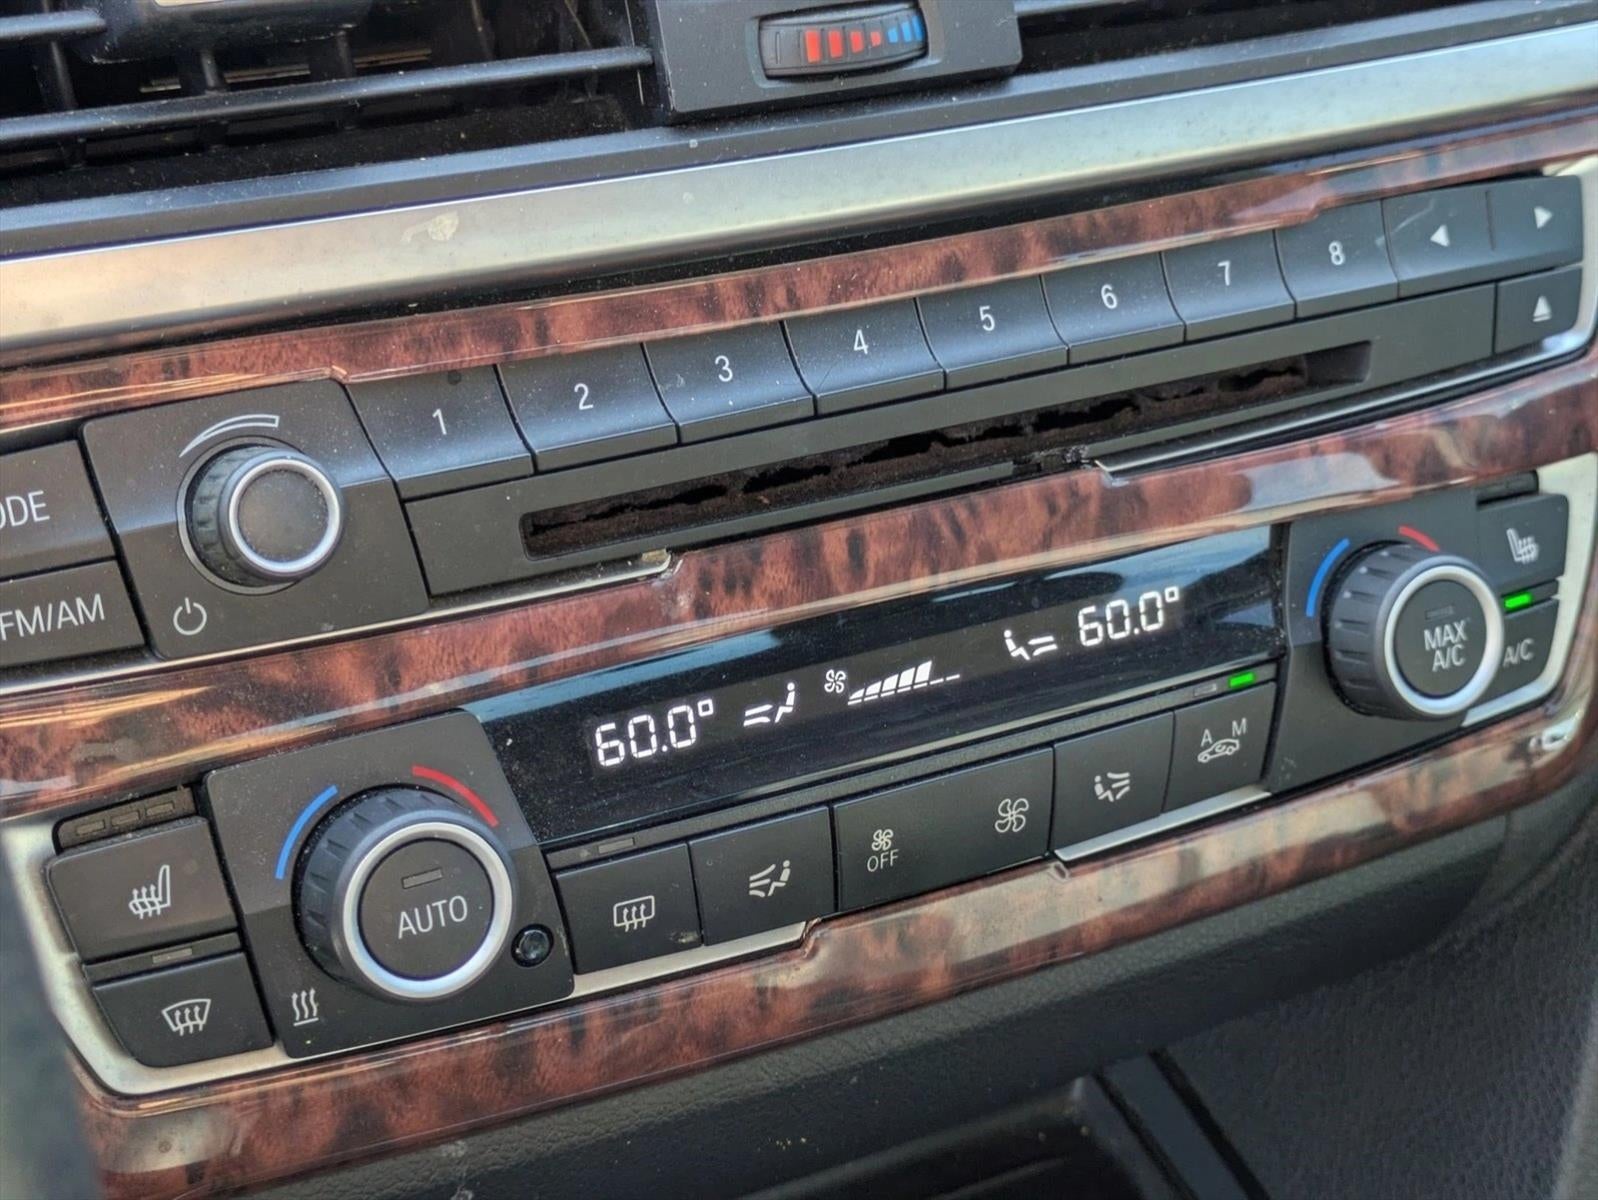 1 2 3 4 5 6 7 8
ODE
FM/AM
60.0°
60.0°
MAX
A/C
A/C
A M
OFF
AUTO